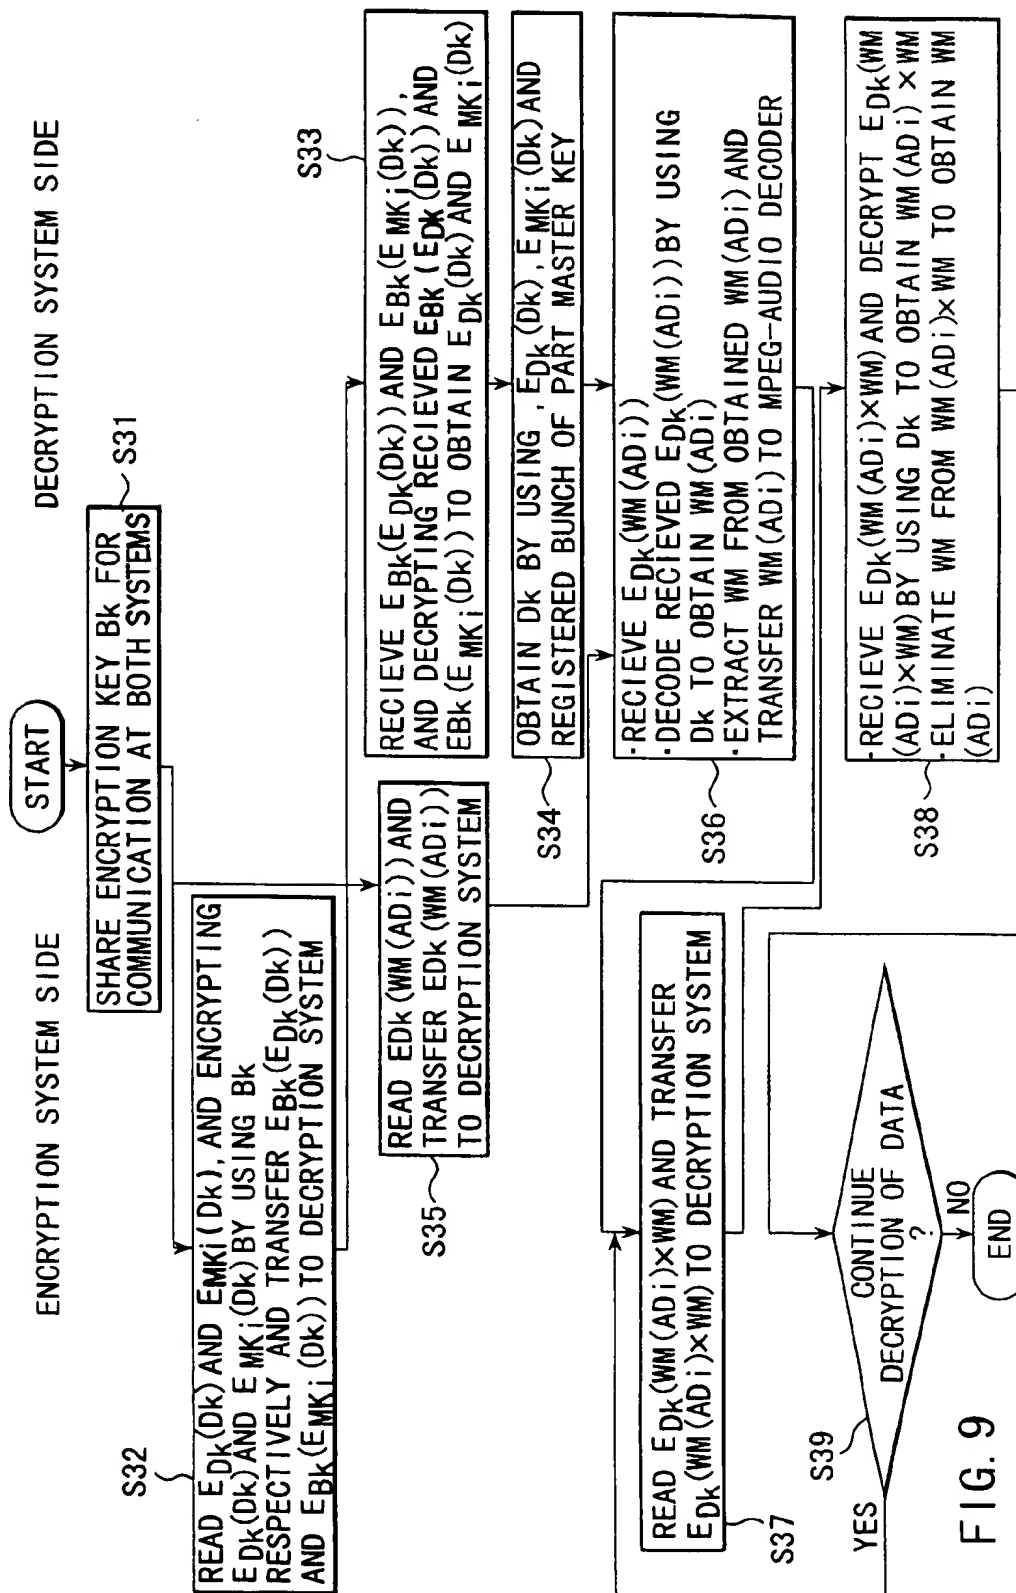 ENCRYPTION SYSTEM SIDE
DECRYPTION SYSTEM SIDE
START
SHARE ENCRYPTION KEY Bk FOR
COMMUNICATION AT BOTH SYSTEMS
S31
S32
READ EDk(Dk) AND EMKi(Dk), AND ENCRYPTING
EDk(Dk) AND EMKi(Dk) BY USING Bk
RESPECTIVELY AND TRANSFER EBk(EDk(Dk))
AND EBk(EMKi(Dk)) TO DECRYPTION SYSTEM
S33
RECIEVE EBk(EDk(Dk)) AND EBk(EMKi(Dk)),
AND DECRYPTING RECIEVED EBk(EDk(Dk)) AND
EBk(EMKi(Dk)) TO OBTAIN EDk(Dk) AND EMKi(Dk)
S34
OBTAIN Dk BY USING ,EDk(Dk),EMKi(Dk) AND
REGISTERED BUNCH OF PART MASTER KEY
S35
READ EDk(WM(ADi)) AND
TRANSFER EDk(WM(ADi))
TO DECRYPTION SYSTEM
S36
·RECIEVE EDk(WM(ADi))
·DECODE RECIEVED EDk(WM(ADi)) BY USING
Dk TO OBTAIN WM(ADi)
·EXTRACT WM FROM OBTAINED WM(ADi) AND
TRANSFER WM(ADi) TO MPEG-AUDIO DECODER
S37
READ EDk(WM(ADi)×WM) AND TRANSFER
EDk(WM(ADi)×WM) TO DECRYPTION SYSTEM
S38
·RECIEVE EDk(WM(ADi)×WM) AND DECRYPT EDk(WM
(ADi)×WM) BY USING Dk TO OBTAIN WM(ADi)×WM
·ELIMINATE WM FROM WM(ADi)×WM TO OBTAIN WM
(ADi)
S39
CONTINUE
DECRYPTION OF DATA
?
YES
NO
END
FIG. 9